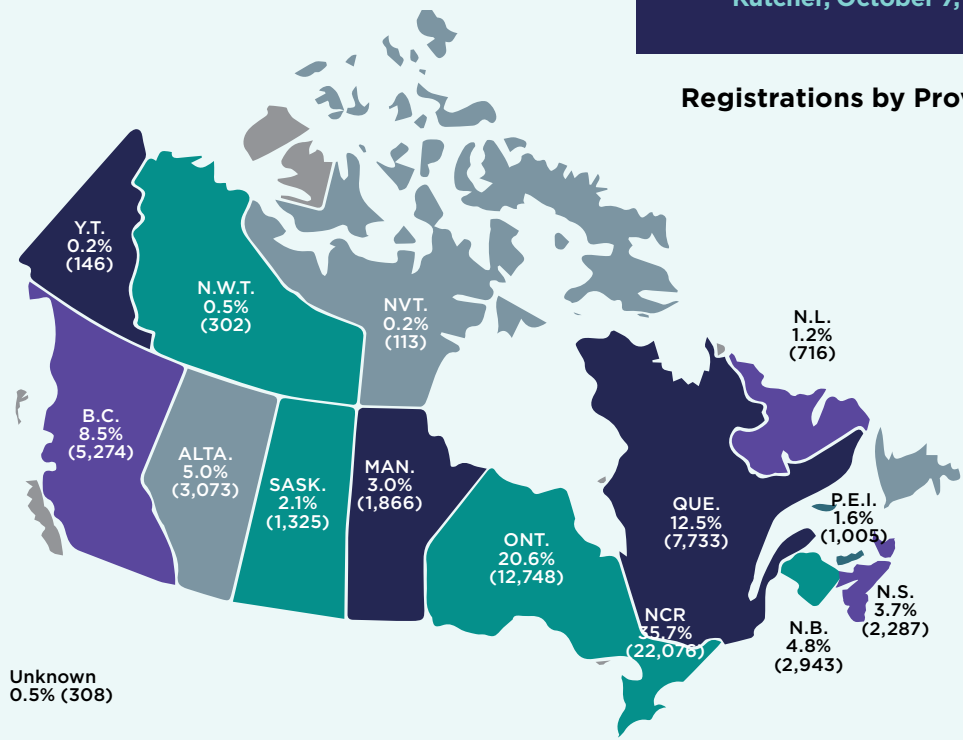 Kutcher, October 7,
Registrations by Prov
Y.T.
0.2%
(146)
N.W.T.
0.5%
(302)
NVT.
0.2%
(113)
N.L.
1.2%
(716)
B.C.
8.5%
(5,274)
ALTA.
5.0%
(3,073)
SASK.
2.1%
(1,325)
MAN.
3.0%
(1,866)
ONT.
20.6%
(12,748)
QUE.
12.5%
(7,733)
P.E.I.
1.6%
(1,005)
NCR
35.7%
(22,076)
N.B.
4.8%
(2,943)
N.S.
3.7%
(2,287)
Unknown
0.5% (308)